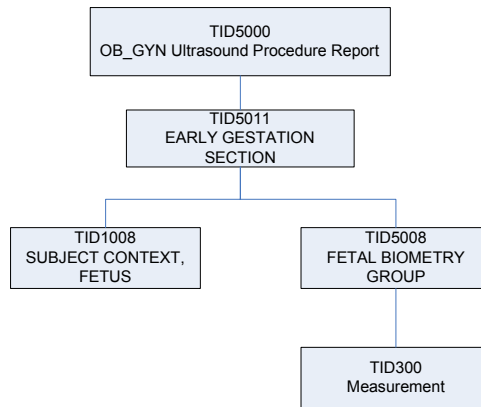 TID5000
OB_GYN Ultrasound Procedure Report
TID5011
EARLY GESTATION
SECTION
TID1008
SUBJECT CONTEXT,
FETUS
TID5008
FETAL BIOMETRY
GROUP
TID300
Measurement